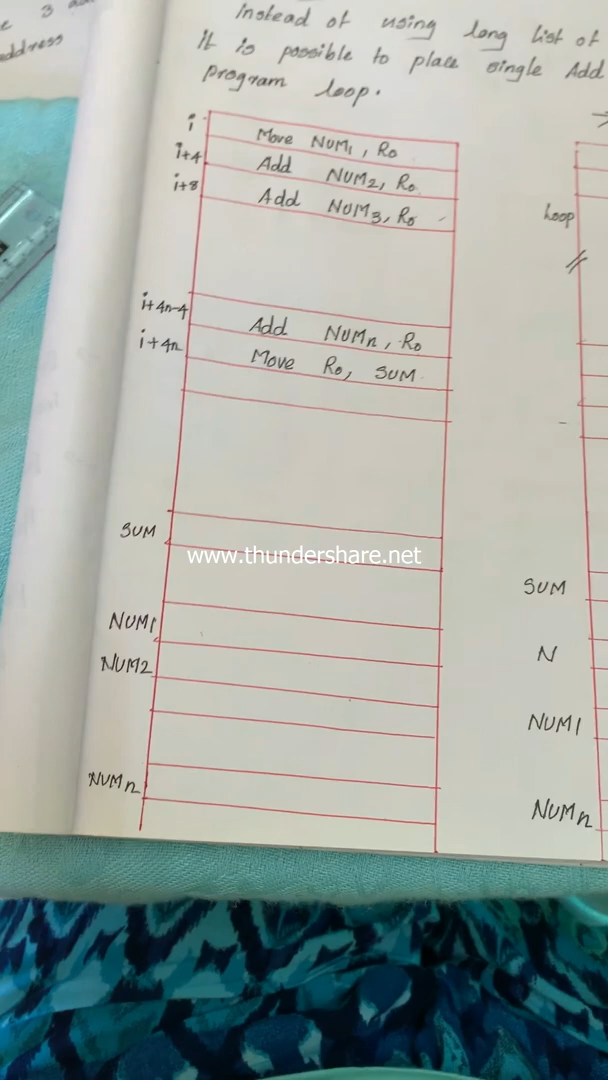 3
address
instead of using long list of
it is possible to place single Add
program loop.
i
Move NUM1, R0
i+4
Add NUM2, R0
i+8
Add NUM3, R0
Loop
i+4n-4
Add NUMn, R0
i+4n
Move R0, SUM
SUM
www.thundershare.net
SUM
NUM1
N
NUM2
NUM1
NUMn
NUMn